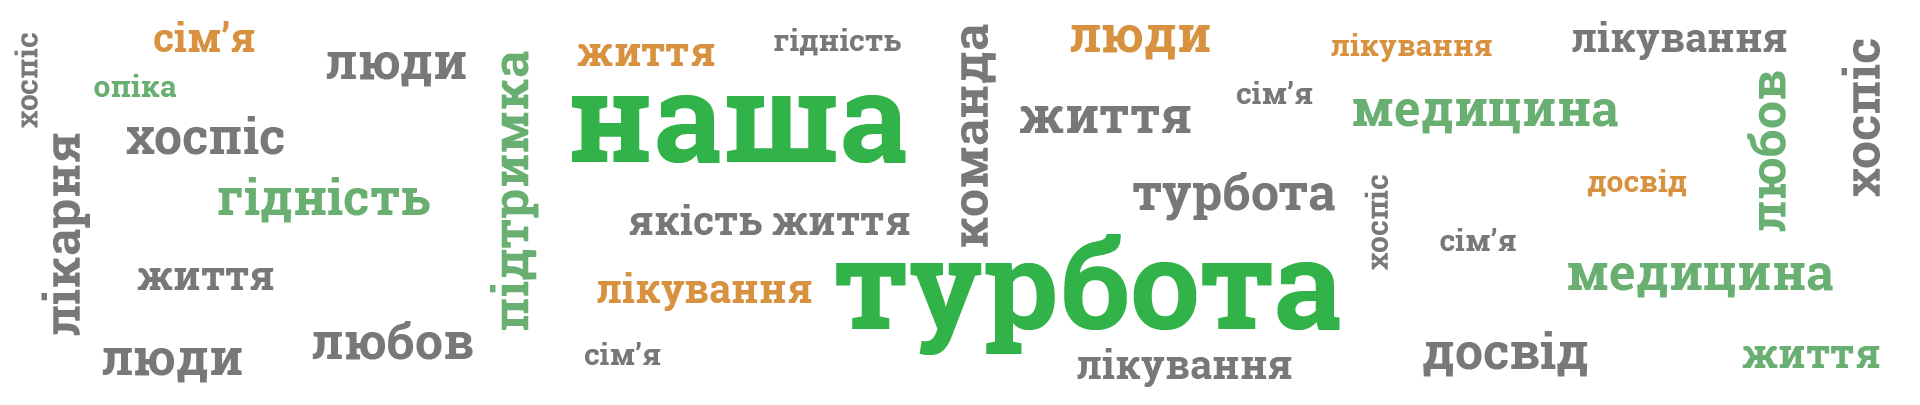 хоспіс
сім’я
опіка
люди
хоспіс
лікарня
гідність
життя
люди
любов
підтримка
життя
гідність
наша
якість життя
лікування
турбота
сім’я
команда
люди
життя
сім’я
турбота
лікування
лікування
медицина
хоспіс
сім’я
досвід
любов
хоспіс
медицина
лікування
досвід
життя